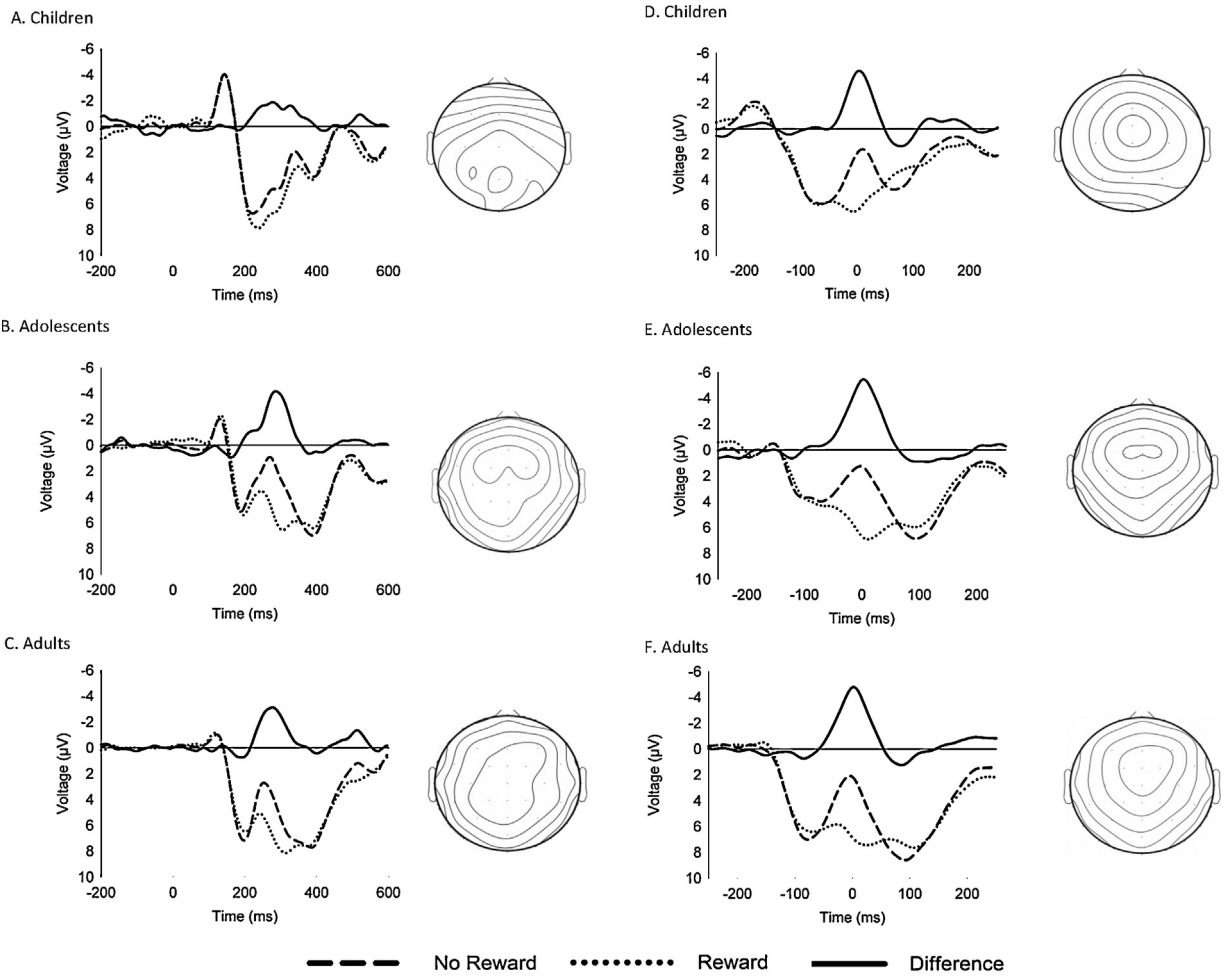 A. Children
-6
-4
-2
0
2
4
6
8
10
Voltage (µV)
-200 0 200 400 600
Time (ms)
D. Children
-6
-4
-2
0
2
4
6
8
10
Voltage (µV)
-200 -100 0 100 200
Time (ms)
B. Adolescents
-6
-4
-2
0
2
4
6
8
10
Voltage (µV)
-200 0 200 400 600
Time (ms)
E. Adolescents
-6
-4
-2
0
2
4
6
8
10
Voltage (µV)
-200 -100 0 100 200
Time (ms)
C. Adults
-6
-4
-2
0
2
4
6
8
10
Voltage (µV)
-200 0 200 400 600
Time (ms)
F. Adults
-6
-4
-2
0
2
4
6
8
10
Voltage (µV)
-200 -100 0 100 200
Time (ms)
No Reward Reward Difference